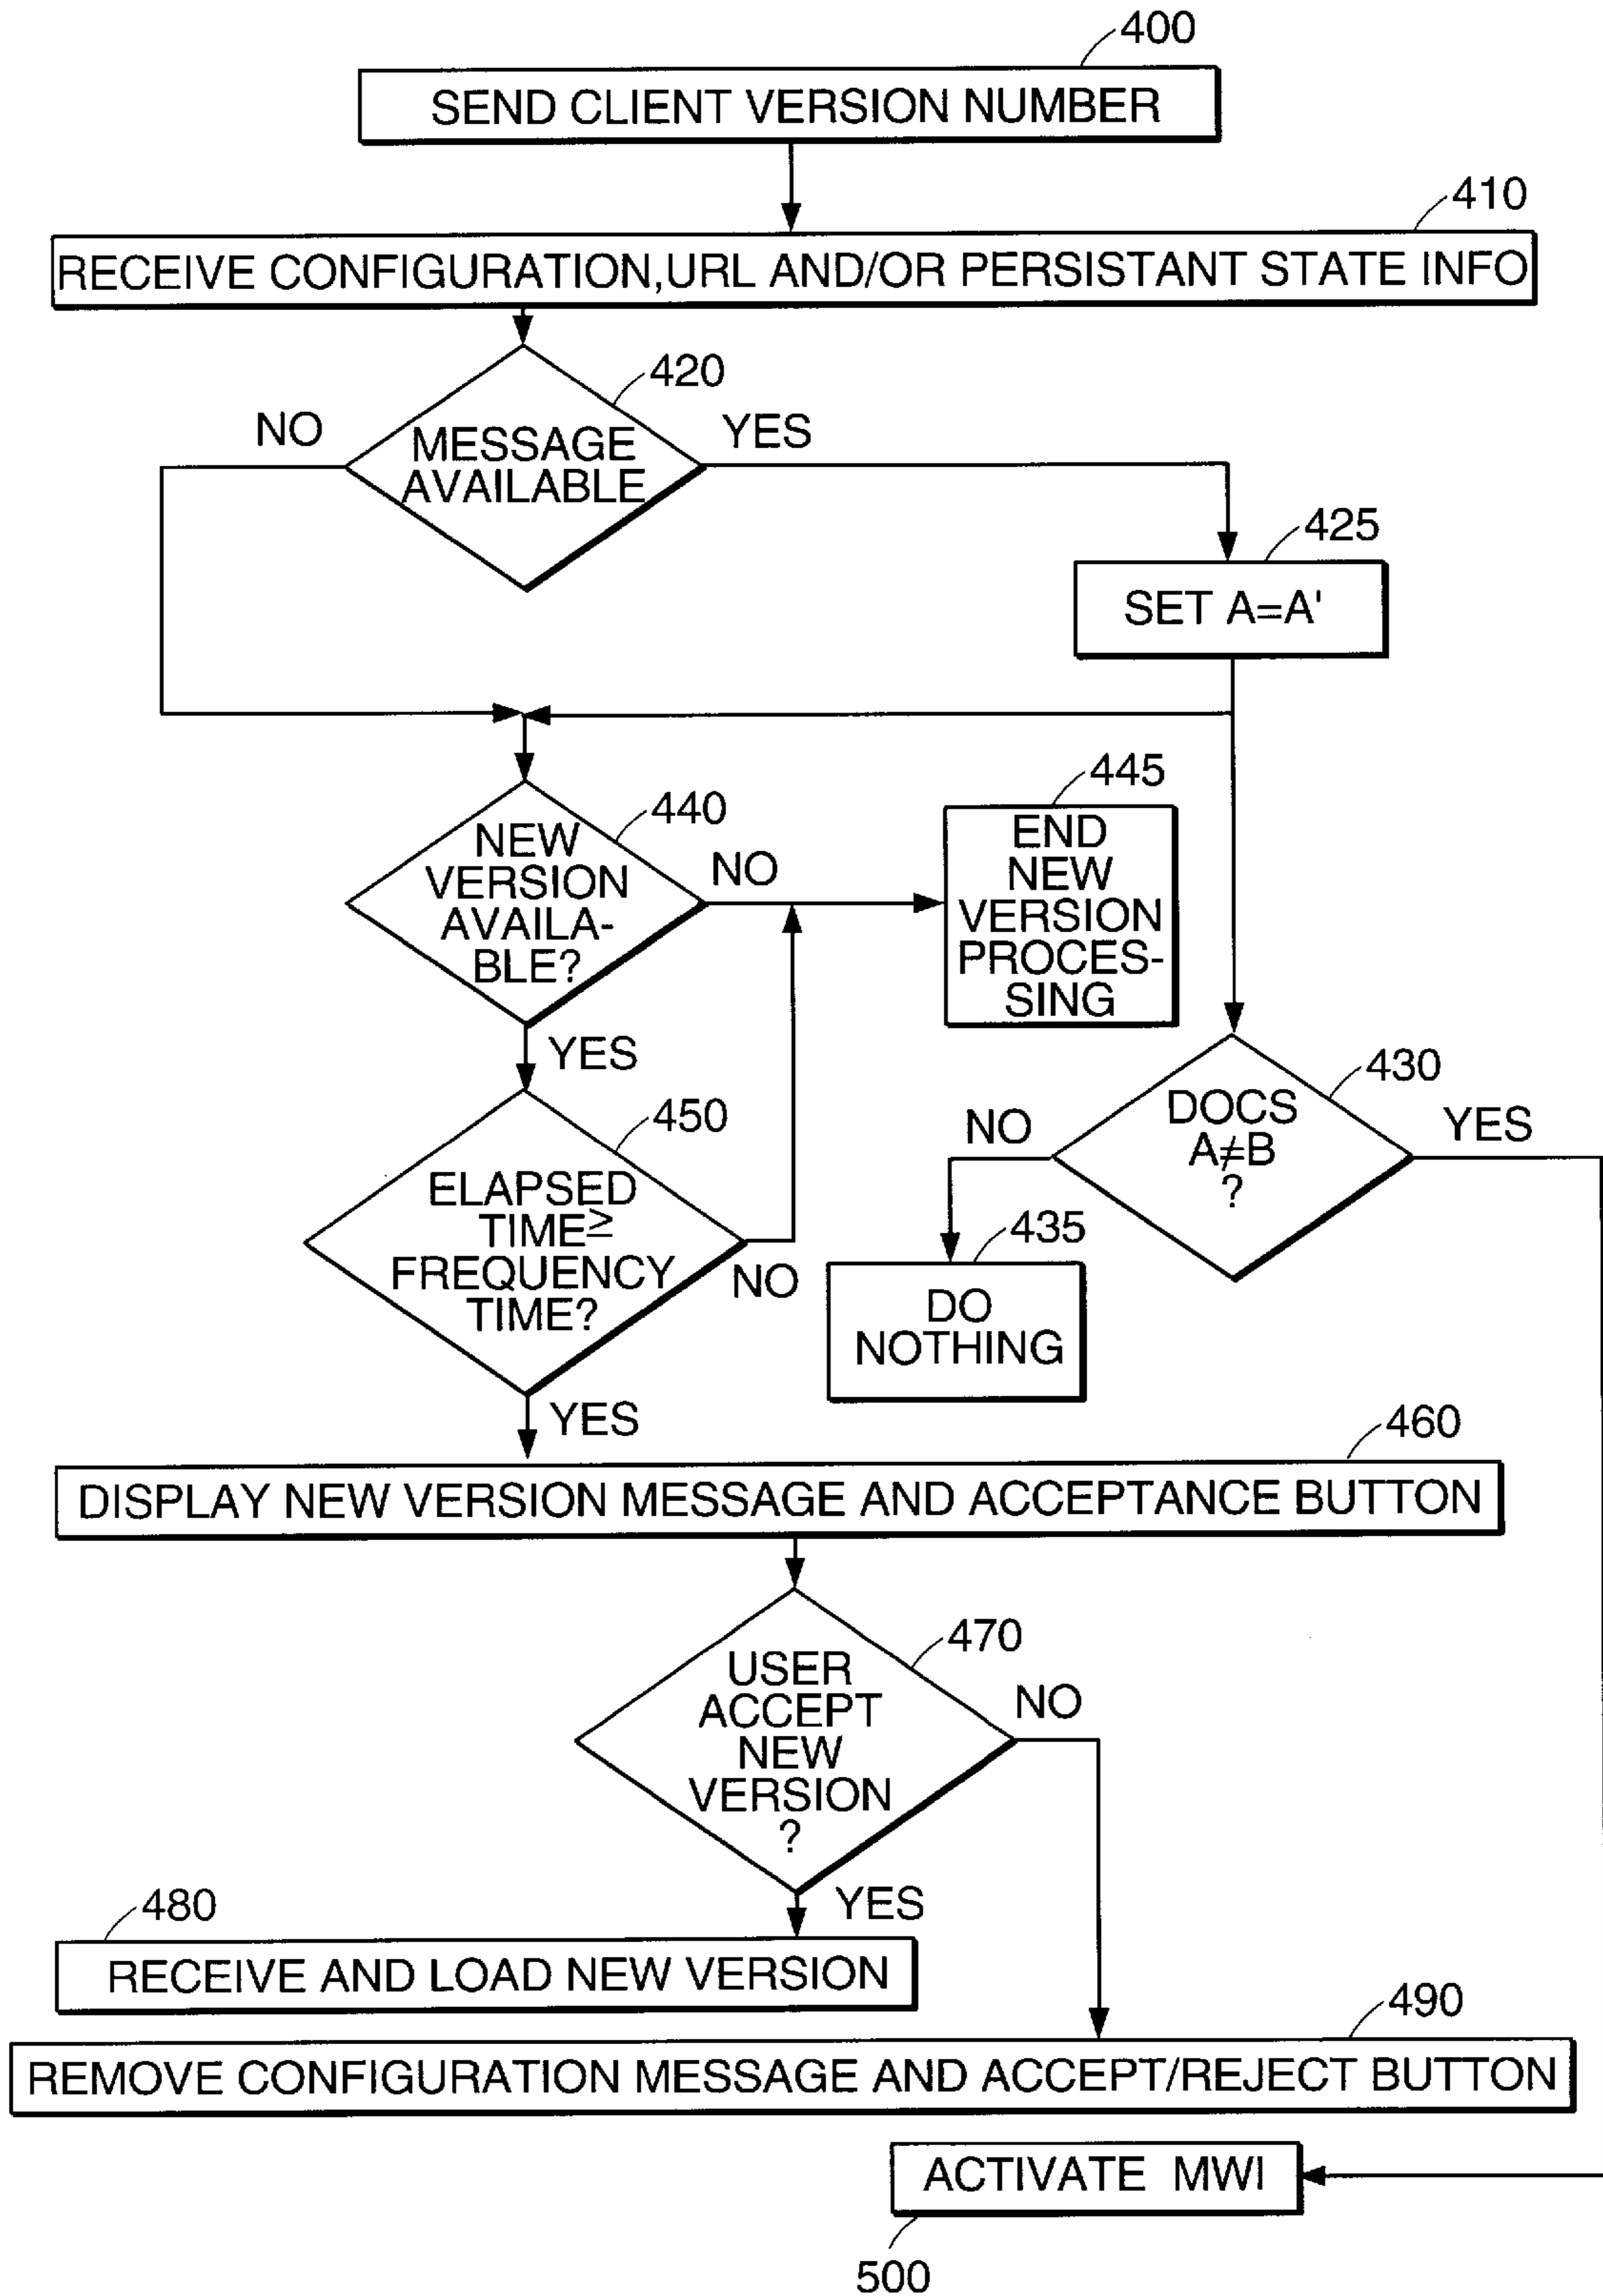 400
SEND CLIENT VERSION NUMBER
410
RECEIVE CONFIGURATION,URL AND/OR PERSISTANT STATE INFO
420
NO
YES
MESSAGE
AVAILABLE
425
SET A=A'
445
440
END
NEW
VERSION
PROCES-
SING
NEW
VERSION
AVAILA-
BLE?
NO
YES
430
450
DOCS
A≠B
?
NO
YES
ELAPSED
TIME≥
FREQUENCY
TIME?
NO
435
DO
NOTHING
YES
460
DISPLAY NEW VERSION MESSAGE AND ACCEPTANCE BUTTON
470
USER
ACCEPT
NEW
VERSION
?
NO
YES
480
RECEIVE AND LOAD NEW VERSION
490
REMOVE CONFIGURATION MESSAGE AND ACCEPT/REJECT BUTTON
ACTIVATE MWI
500